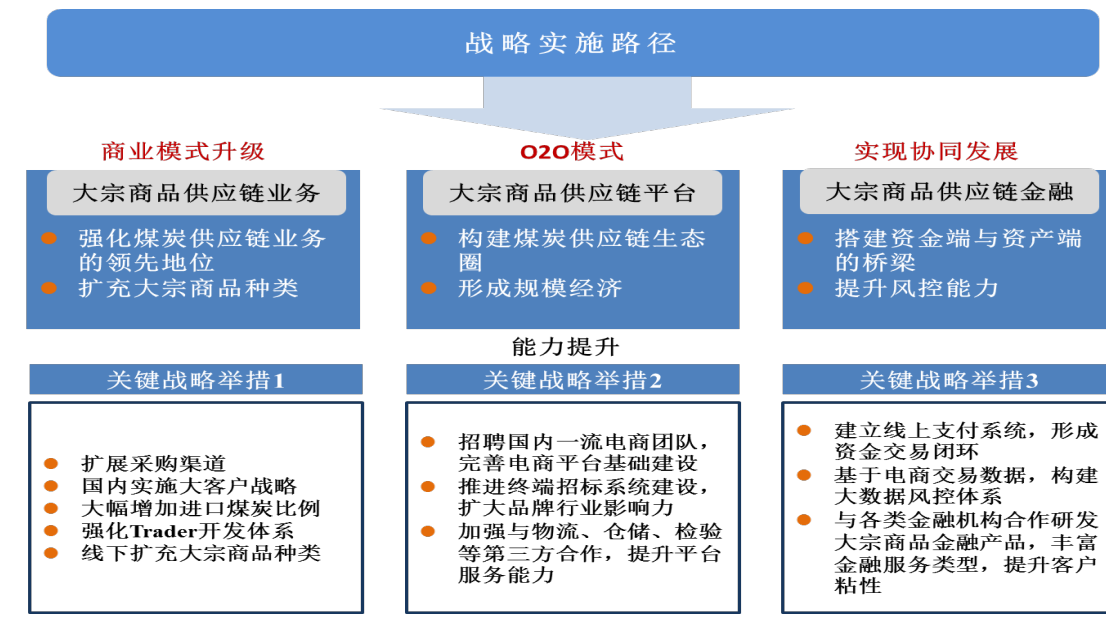 战略实施路径
商业模式升级
大宗商品供应链业务
强化煤炭供应链业务
的领先地位
扩充大宗商品种类
O2O模式
大宗商品供应链平台
构建煤炭供应链生态
圈
形成规模经济
实现协同发展
大宗商品供应链金融
搭建资金端与资产端
的桥梁
提升风控能力
能力提升
关键战略举措1
扩展采购渠道
国内实施大客户战略
大幅增加进口煤炭比例
强化Trader开发体系
线下扩充大宗商品种类
关键战略举措2
招聘国内一流电商团队，
完善电商平台基础建设
推进终端招标系统建设，
扩大品牌行业影响力
加强与物流、仓储、检验
等第三方合作，提升平台
服务能力
关键战略举措3
建立线上支付系统，形成
资金交易闭环
基于电商交易数据，构建
大数据风控体系
与各类金融机构合作研发
大宗商品金融产品，丰富
金融服务类型，提升客户
粘性